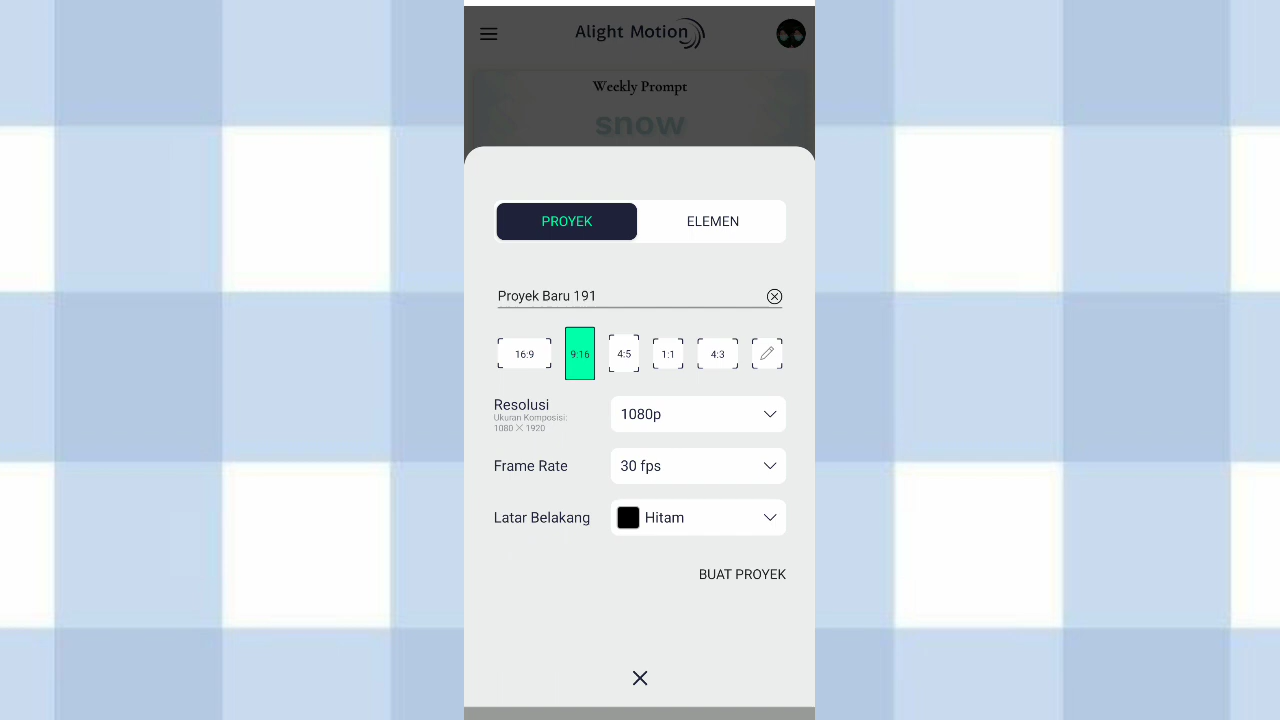 Alight Motion
Weekly Prompt
snow
PROYEK
ELEMEN
Proyek Baru 191
16:9
9:16
4:5
1:1
4:3
Resolusi
Ukuran Komposisi:
1080 X 1920
1080p
Frame Rate
30 fps
Latar Belakang
Hitam
BUAT PROYEK